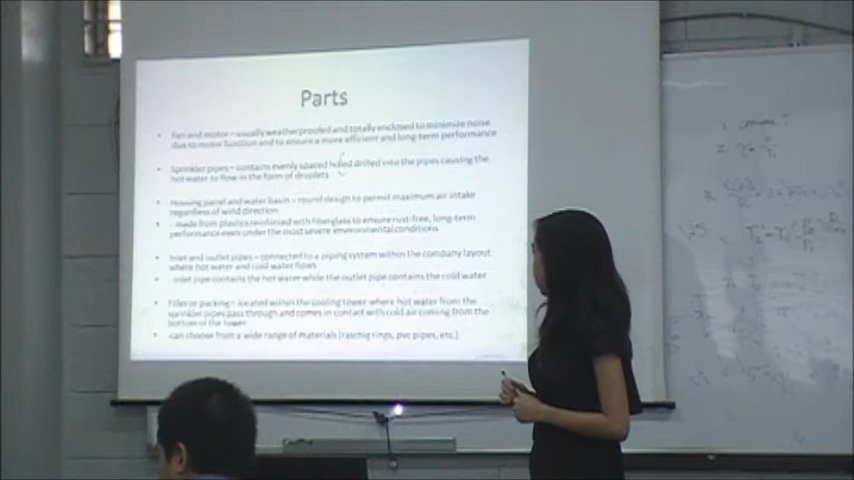 Parts
• Fan and motor – usually weatherproofed and totally enclosed to minimize noise
due to motor function and to ensure a more efficient and long-term performance
• Sprinkler pipes – contains evenly spaced holed drilled into the pipes causing the
hot water to flow in the form of droplets
• Housing panel and water basin – round design to permit maximum air intake
regardless of wind direction
• - made from plastics reinforced with fiberglass to ensure rust-free, long-term
performance even under the most severe environmental conditions
• Inlet and outlet pipes – connected to a piping system within the company layout
where hot water and cold water flows
• - inlet pipe contains the hot water while the outlet pipe contains the cold water
• Filler or packing – located within the cooling tower where hot water from the
sprinkler pipes pass through and comes in contact with cold air coming from the
bottom of the tower
• -can choose from a wide range of materials (raschig rings, pvc pipes, etc.)